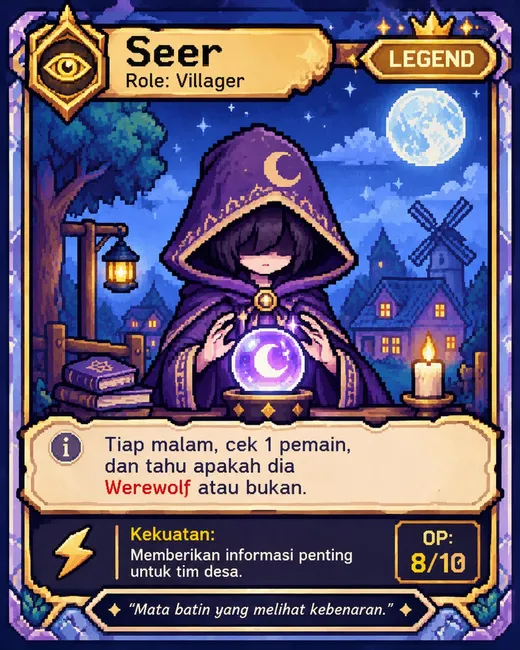 Seer
Role: Villager
LEGEND
i
Tiap malam, cek 1 pemain,
dan tahu apakah dia
Werewolf atau bukan.
Kekuatan:
Memberikan informasi penting
untuk tim desa.
OP:
8/10
"Mata batin yang melihat kebenaran."